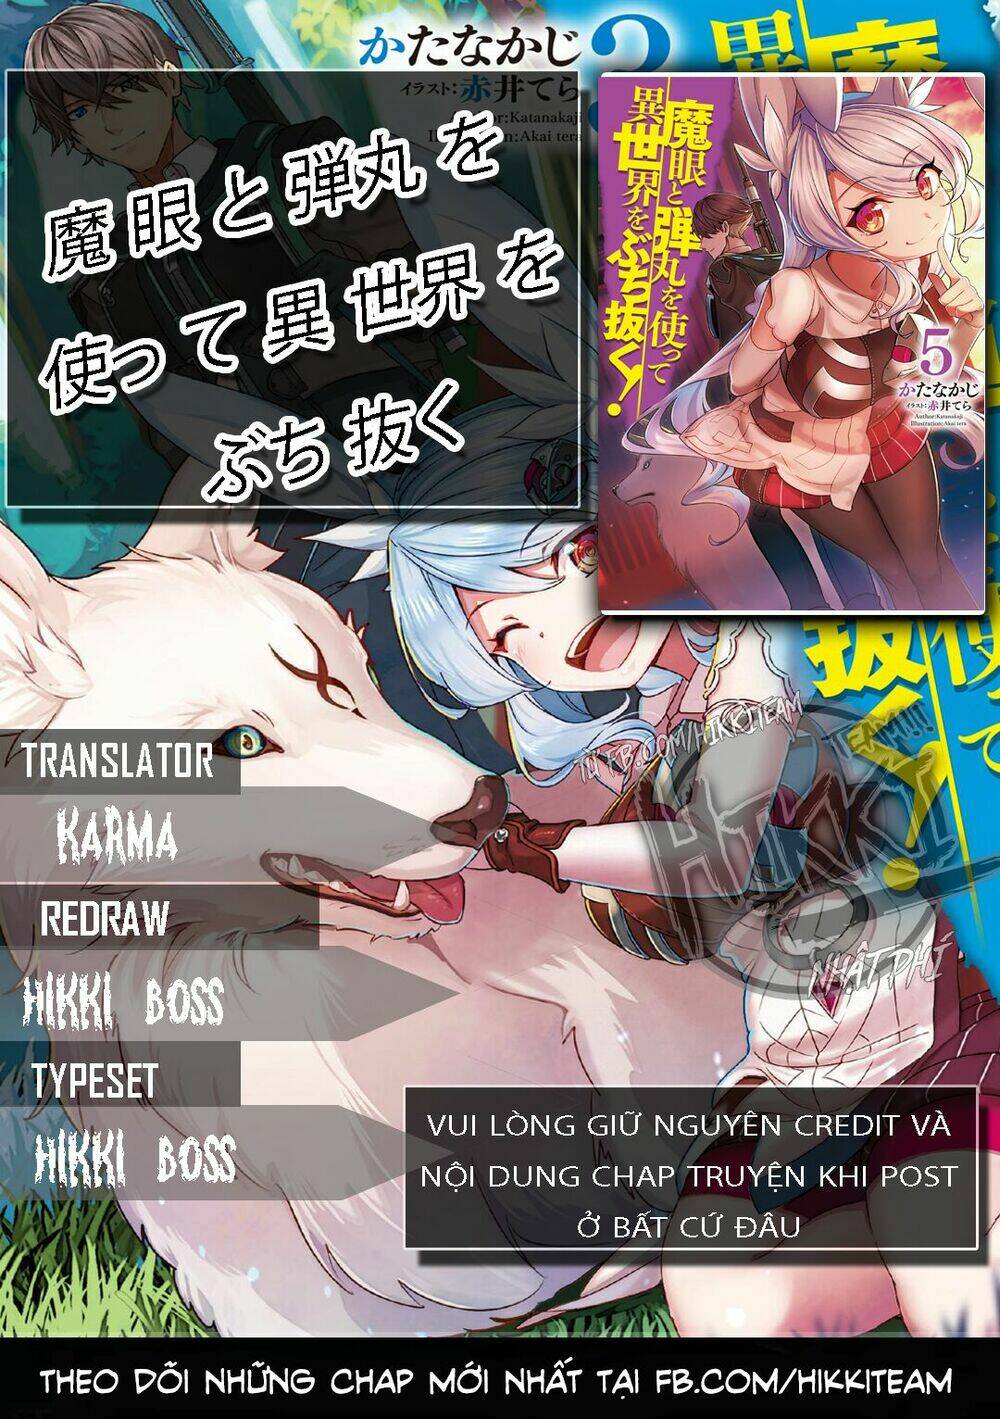 かたなかじ
イラスト:赤井てら
魔眼と弾丸を
使って異世界を
ぶち抜く
魔眼と弾丸を使って
異世界をぶち抜く!
5
かたなかじ
イラスト:赤井てら
Author:Katanakaji
Illustration:Akai tera
TRANSLATOR
KARMA
REDRAW
HIKKI BOSS
TYPESET
HIKKI BOSS
TỪ FB.COM/HIKKITEAM
HIKKI
TEAM!!!
NHẬT PHÍ
VUI LÒNG GIỮ NGUYÊN CREDIT VÀ
NỘI DUNG CHAP TRUYỆN KHI POST
Ở BẤT CỨ ĐÂU
THEO DÕI NHỮNG CHAP MỚI NHẤT TẠI FB.COM/HIKKITEAM